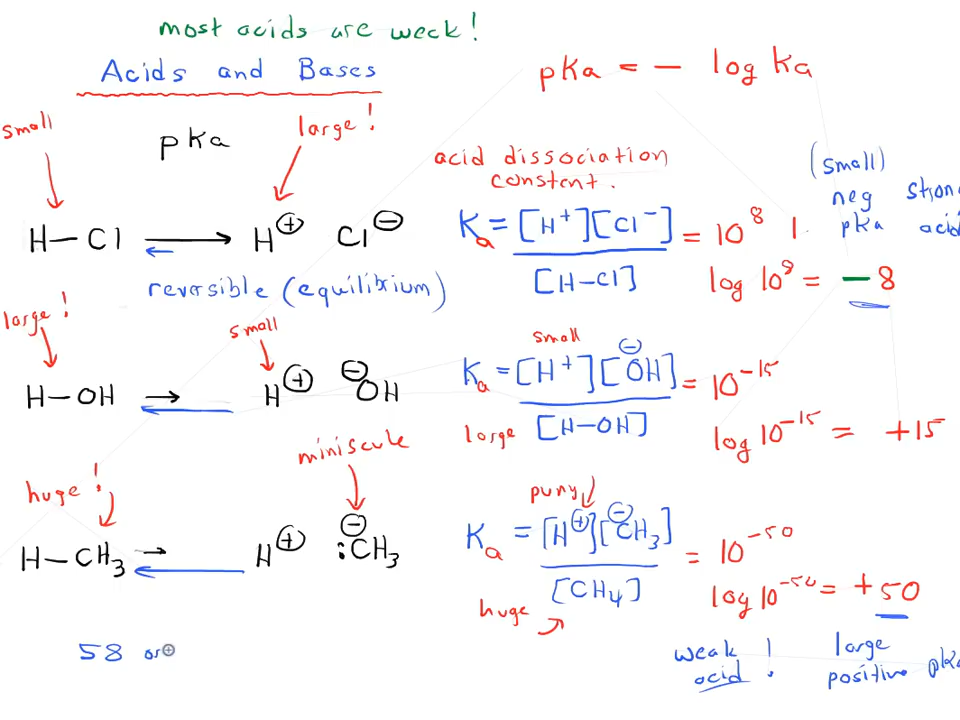 most acids are weak!
Acids and Bases
pKa = - log Ka
small
pKa
large!
acid dissociation
constant.
(small)
neg
pka
H-Cl ⇌ H⊕ Cl⊖
Ka = [H+][Cl-] / [H-Cl] = 10^8
log 10^8 = -8
reversible (equilibrium)
large!
small
H-OH ⇌ H⊕ ⊖OH
small
Ka = [H+][⊖OH] / [H-OH] = 10^-15
large
log 10^-15 = +15
huge!
miniscule
H-CH3 ⇌ H⊕ ⊖:CH3
puny
Ka = [H⊕][⊖CH3] / [CH4] = 10^-50
huge
log 10^-50 = +50
weak acid!
large
positive pka
58 or